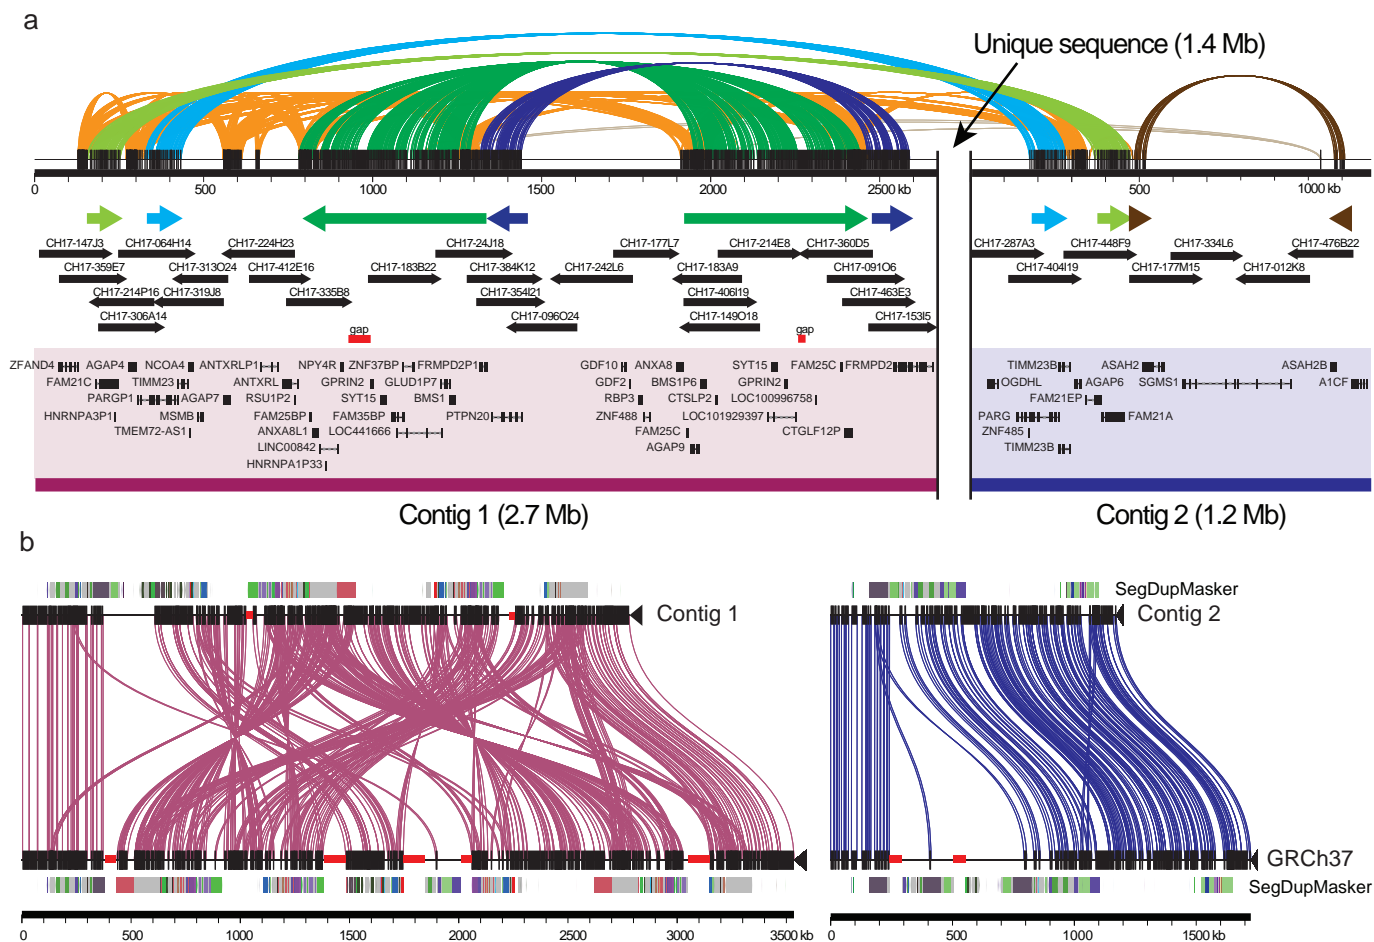 a
Unique sequence (1.4 Mb)
0 500 1000 1500 2000 2500 kb 500 1000 kb
CH17-147J3 CH17-064H14 CH17-224H23 CH17-24J18 CH17-177L7 CH17-214E8 CH17-360D5 CH17-287A3 CH17-448F9 CH17-334L6 CH17-476B22
CH17-359E7 CH17-313O24 CH17-412E16 CH17-183B22 CH17-384K12 CH17-242L6 CH17-183A9 CH17-091O6 CH17-404I19 CH17-177M15 CH17-012K8
CH17-214P16 CH17-319J8 CH17-335B8 CH17-354I21 CH17-406I19 CH17-463E3
CH17-306A14 CH17-096O24 CH17-149O18 CH17-153I5
gap gap
ZFAND4 AGAP4 NCOA4 ANTXRLP1 NPY4R ZNF37BP FRMPD2P1 GDF10 ANXA8 SYT15 FAM25C FRMPD2 TIMM23B ASAH2 ASAH2B
FAM21C TIMM23 ANTXRL GPRIN2 GLUD1P7 GDF2 BMS1P6 GPRIN2 OGDHL AGAP6 SGMS1 A1CF
PARGP1 AGAP7 RSU1P2 SYT15 BMS1 RBP3 CTSLP2 LOC100996758 FAM21EP
HNRNPA3P1 MSMB FAM25BP FAM35BP PTPN20 ZNF488 LOC101929397 PARG FAM21A
TMEM72-AS1 ANXA8L1 LOC441666 FAM25C CTGLF12P ZNF485
LINC00842 AGAP9 TIMM23B
HNRNPA1P33
Contig 1 (2.7 Mb) Contig 2 (1.2 Mb)
b
SegDupMasker
Contig 1 Contig 2
GRCh37
SegDupMasker
0 500 1000 1500 2000 2500 3000 3500 kb 0 500 1000 1500 kb